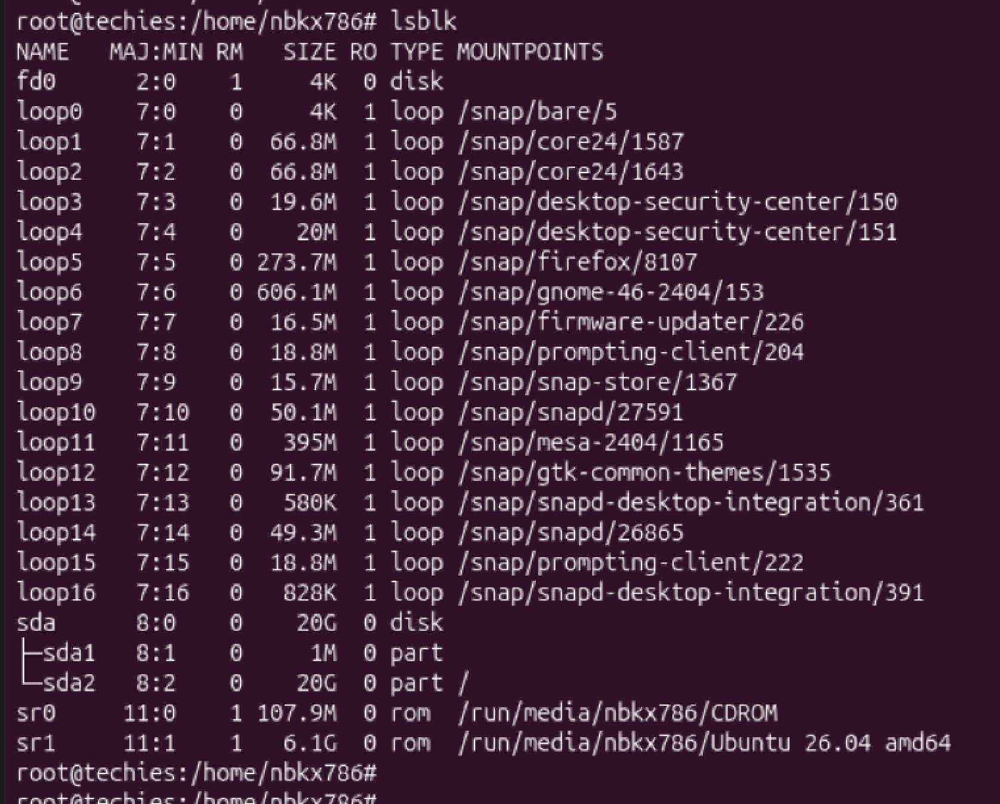 root@techies:/home/nbkx786# lsblk
NAME   MAJ:MIN RM   SIZE RO TYPE MOUNTPOINTS
fd0      2:0    1     4K  0 disk
loop0    7:0    0     4K  1 loop /snap/bare/5
loop1    7:1    0  66.8M  1 loop /snap/core24/1587
loop2    7:2    0  66.8M  1 loop /snap/core24/1643
loop3    7:3    0  19.6M  1 loop /snap/desktop-security-center/150
loop4    7:4    0    20M  1 loop /snap/desktop-security-center/151
loop5    7:5    0 273.7M  1 loop /snap/firefox/8107
loop6    7:6    0 606.1M  1 loop /snap/gnome-46-2404/153
loop7    7:7    0  16.5M  1 loop /snap/firmware-updater/226
loop8    7:8    0  18.8M  1 loop /snap/prompting-client/204
loop9    7:9    0  15.7M  1 loop /snap/snap-store/1367
loop10   7:10   0  50.1M  1 loop /snap/snapd/27591
loop11   7:11   0   395M  1 loop /snap/mesa-2404/1165
loop12   7:12   0  91.7M  1 loop /snap/gtk-common-themes/1535
loop13   7:13   0   580K  1 loop /snap/snapd-desktop-integration/361
loop14   7:14   0  49.3M  1 loop /snap/snapd/26865
loop15   7:15   0  18.8M  1 loop /snap/prompting-client/222
loop16   7:16   0   828K  1 loop /snap/snapd-desktop-integration/391
sda      8:0    0    20G  0 disk
├─sda1   8:1    0     1M  0 part
└─sda2   8:2    0    20G  0 part /
sr0     11:0    1 107.9M  0 rom  /run/media/nbkx786/CDROM
sr1     11:1    1   6.1G  0 rom  /run/media/nbkx786/Ubuntu 26.04 amd64
root@techies:/home/nbkx786#
root@techies:/home/nbkx786#